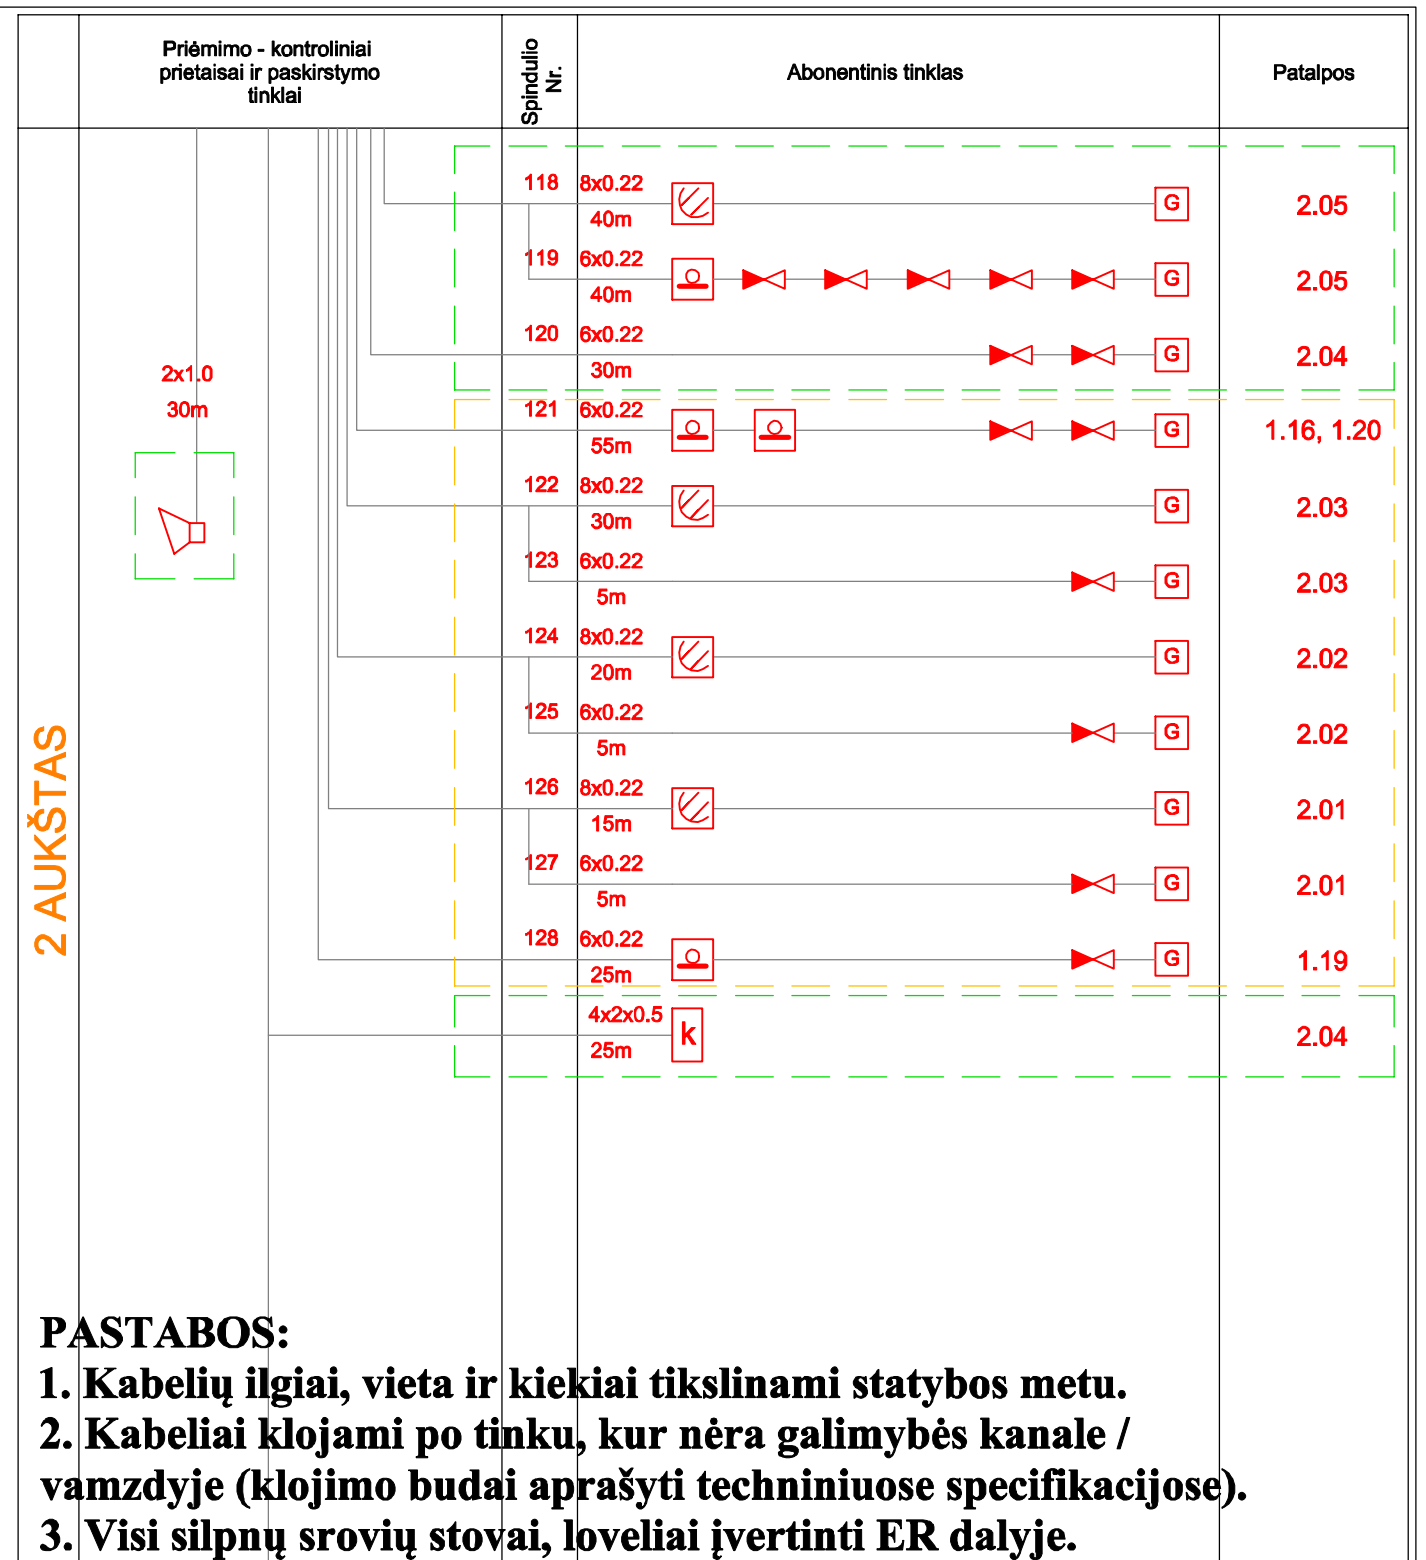 Priėmimo - kontroliniai
prietaisai ir paskirstymo
tinklai
Spindulio
Nr.
Abonentinis tinklas
Patalpos
2 AUKŠTAS
2x1.0
30m
118 8x0.22
40m
G
2.05
119 6x0.22
40m
G
2.05
120 6x0.22
30m
G
2.04
121 6x0.22
55m
G
1.16, 1.20
122 8x0.22
30m
G
2.03
123 6x0.22
5m
G
2.03
124 8x0.22
20m
G
2.02
125 6x0.22
5m
G
2.02
126 8x0.22
15m
G
2.01
127 6x0.22
5m
G
2.01
128 6x0.22
25m
G
1.19
4x2x0.5
25m
k
2.04
PASTABOS:
1. Kabelių ilgiai, vieta ir kiekiai tikslinami statybos metu.
2. Kabeliai klojami po tinku, kur nėra galimybės kanale /
vamzdyje (klojimo budai aprašyti techniniuose specifikacijose).
3. Visi silpnų srovių stovai, loveliai įvertinti ER dalyje.